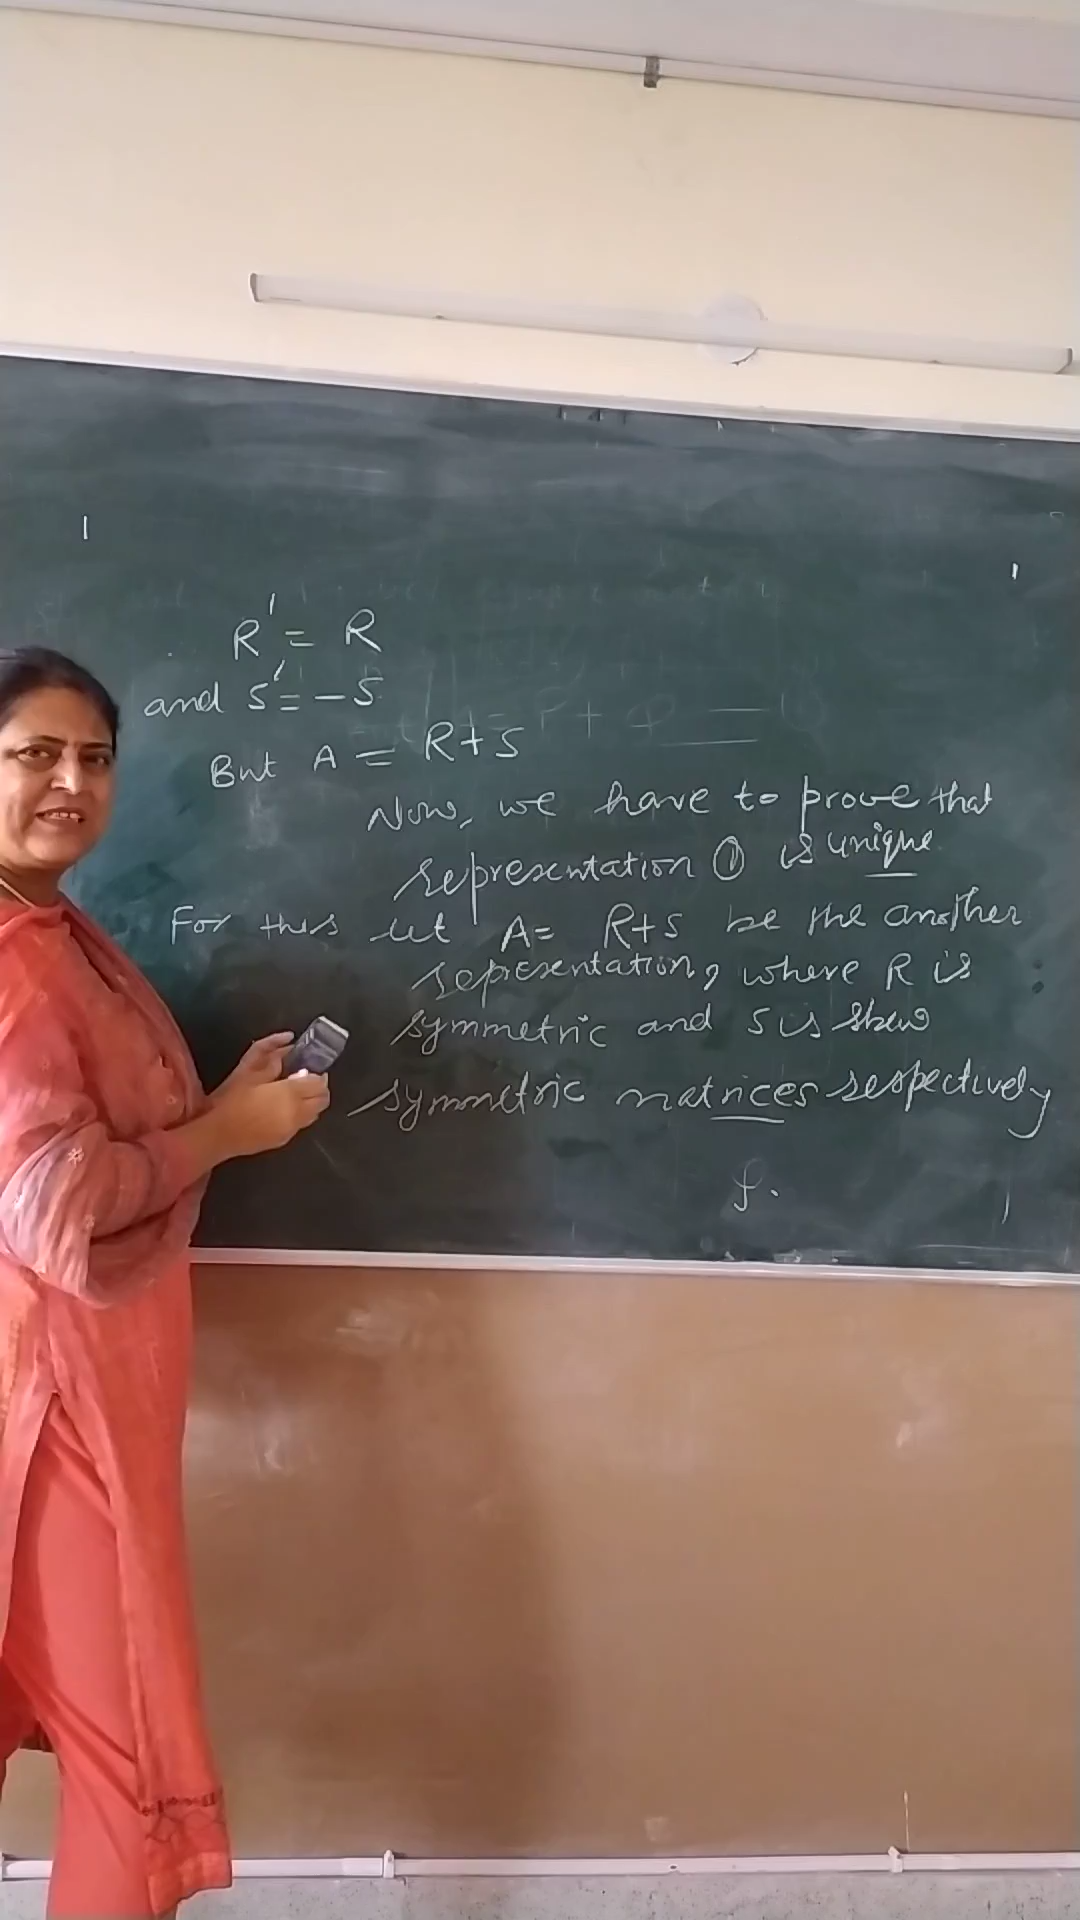 R' = R
and S' = -S
But A = R+S
Now, we have to prove that
representation ① is unique.
For this let A= R+S be the another
representation, where R is
symmetric and S is skew
symmetric matrices respectively